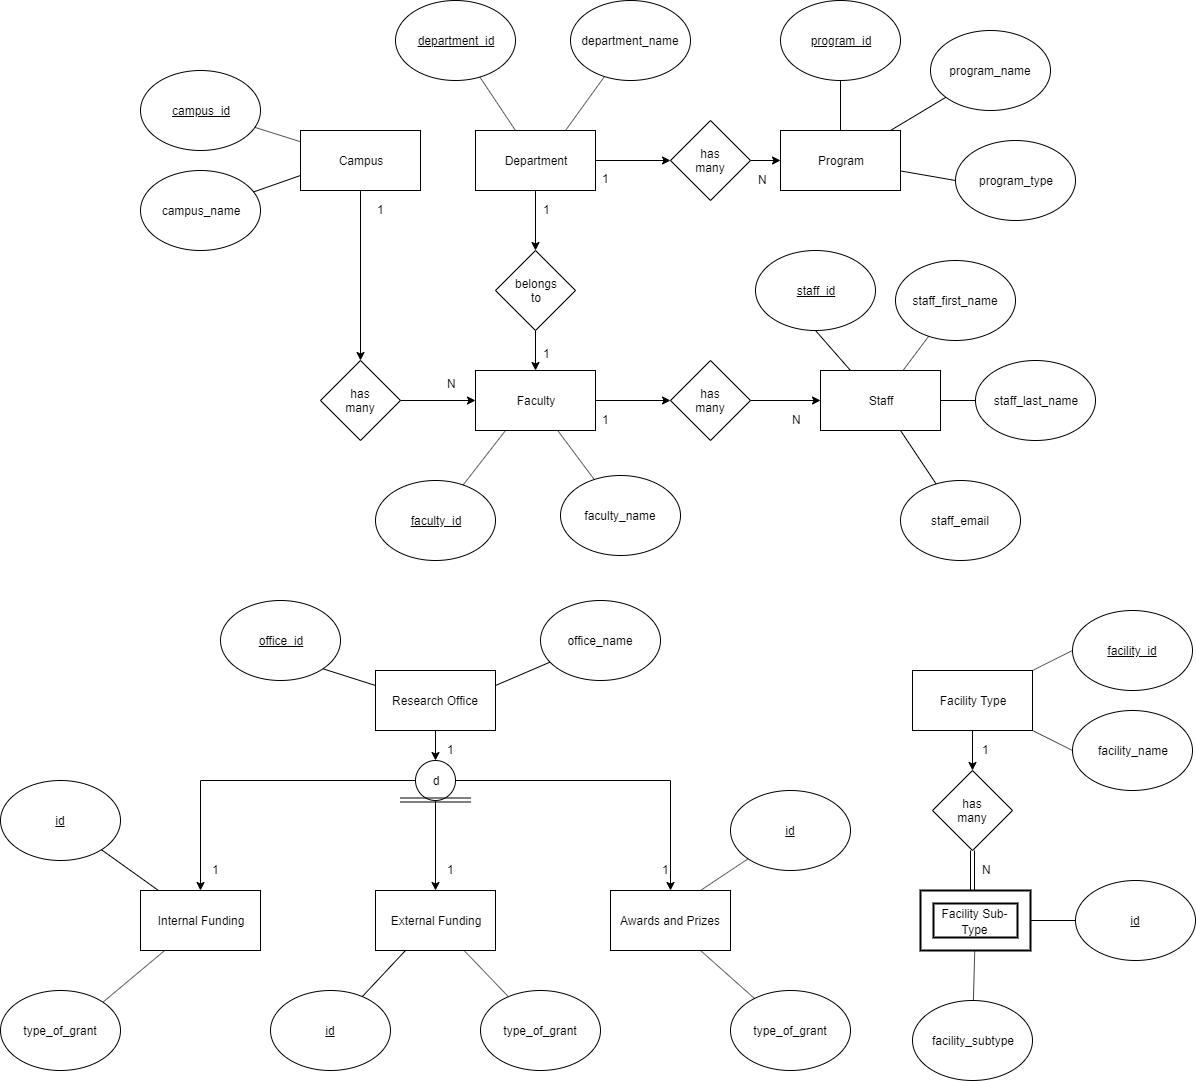 department_id
department_name
program_id
program_name
campus_id
Campus
Department
has
many
Program
1
N
program_type
campus_name
1
1
belongs
to
staff_id
staff_first_name
1
has
many
N
Faculty
1
has
many
N
Staff
staff_last_name
faculty_id
faculty_name
staff_email
office_id
office_name
facility_id
Research Office
Facility Type
1
1
facility_name
d
has
many
id
id
1
1
1
N
Internal Funding
External Funding
Awards and Prizes
Facility Sub-
Type
id
type_of_grant
id
type_of_grant
type_of_grant
facility_subtype